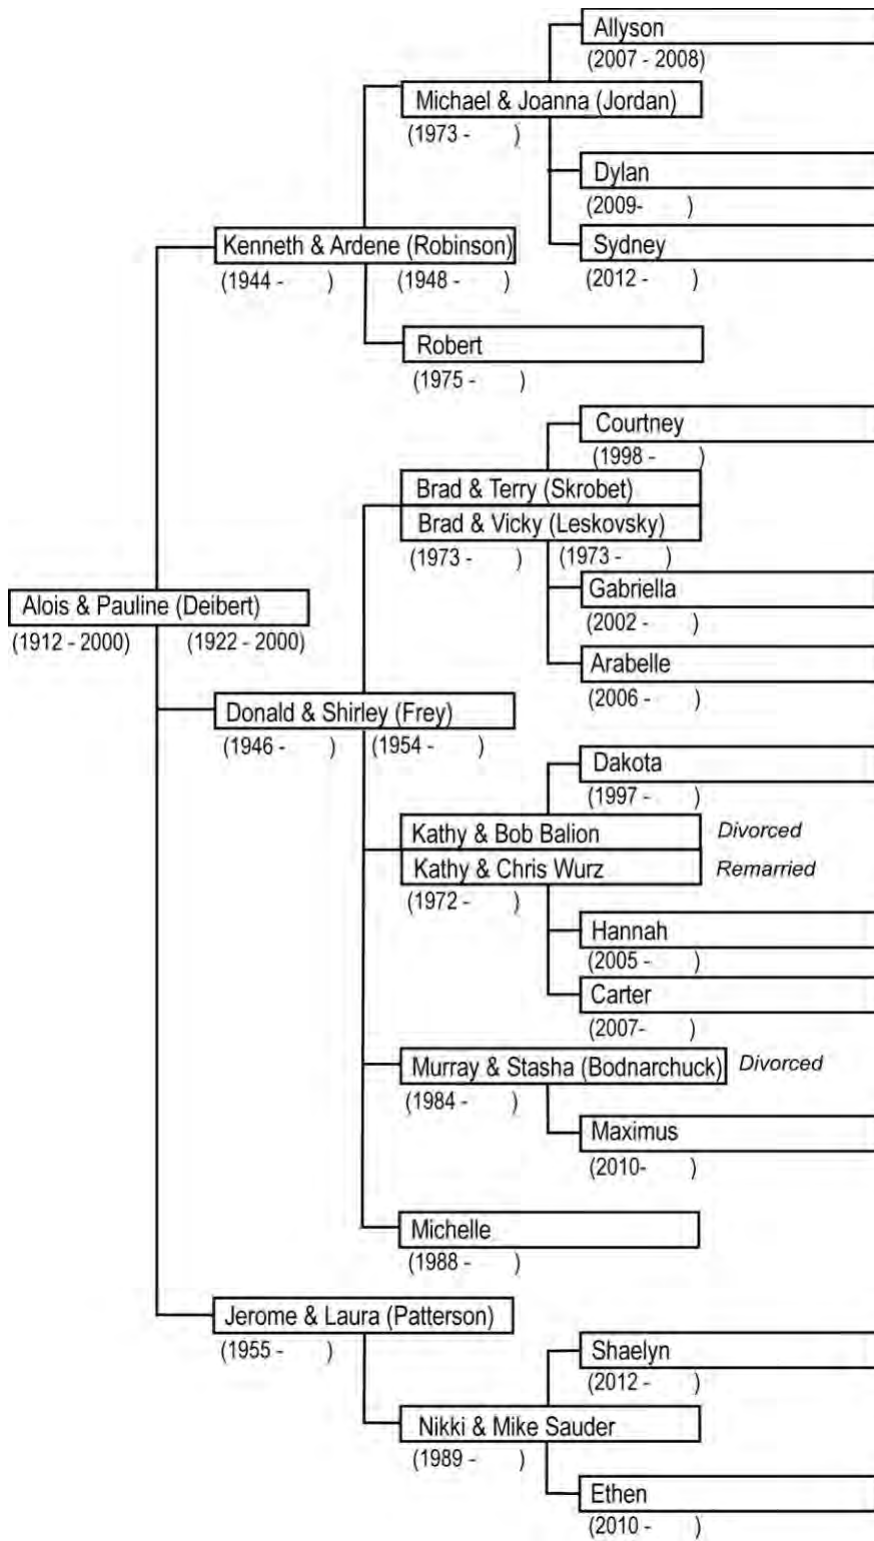 Allyson
(2007 - 2008)
Michael & Joanna (Jordan)
(1973 - )
Dylan
(2009- )
Sydney
(2012 - )
Kenneth & Ardene (Robinson)
(1944 - ) (1948 - )
Robert
(1975 - )
Courtney
(1998 - )
Brad & Terry (Skrobet)
Brad & Vicky (Leskovsky)
(1973 - ) (1973 - )
Gabriella
(2002 - )
Arabelle
(2006 - )
Alois & Pauline (Deibert)
(1912 - 2000) (1922 - 2000)
Donald & Shirley (Frey)
(1946 - ) (1954 - )
Dakota
(1997 - )
Kathy & Bob Balion Divorced
Kathy & Chris Wurz Remarried
(1972 - )
Hannah
(2005 - )
Carter
(2007- )
Murray & Stasha (Bodnarchuck) Divorced
(1984 - )
Maximus
(2010- )
Michelle
(1988 - )
Jerome & Laura (Patterson)
(1955 - )
Shaelyn
(2012 - )
Nikki & Mike Sauder
(1989 - )
Ethen
(2010 - )